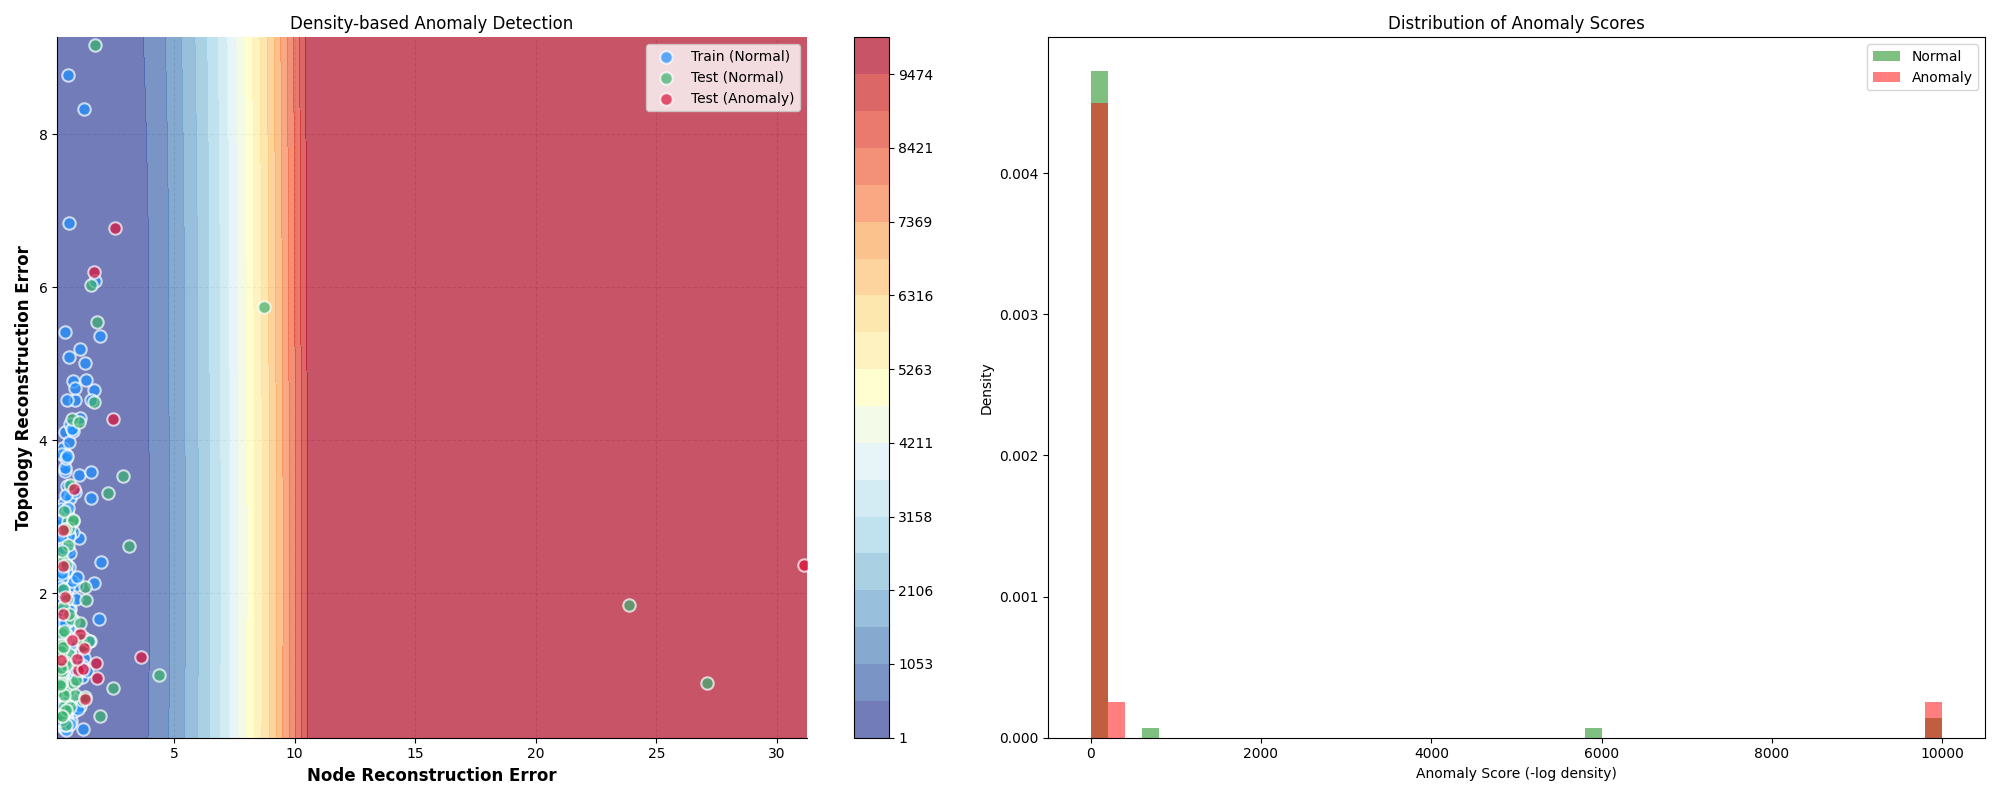 Density-based Anomaly Detection
Topology Reconstruction Error
8
6
4
2
5
10
15
20
25
30
Node Reconstruction Error
Train (Normal)
Test (Normal)
Test (Anomaly)
9474
8421
7369
6316
5263
4211
3158
2106
1053
1
Distribution of Anomaly Scores
Density
0.004
0.003
0.002
0.001
0.000
0
2000
4000
6000
8000
10000
Anomaly Score (-log density)
Normal
Anomaly